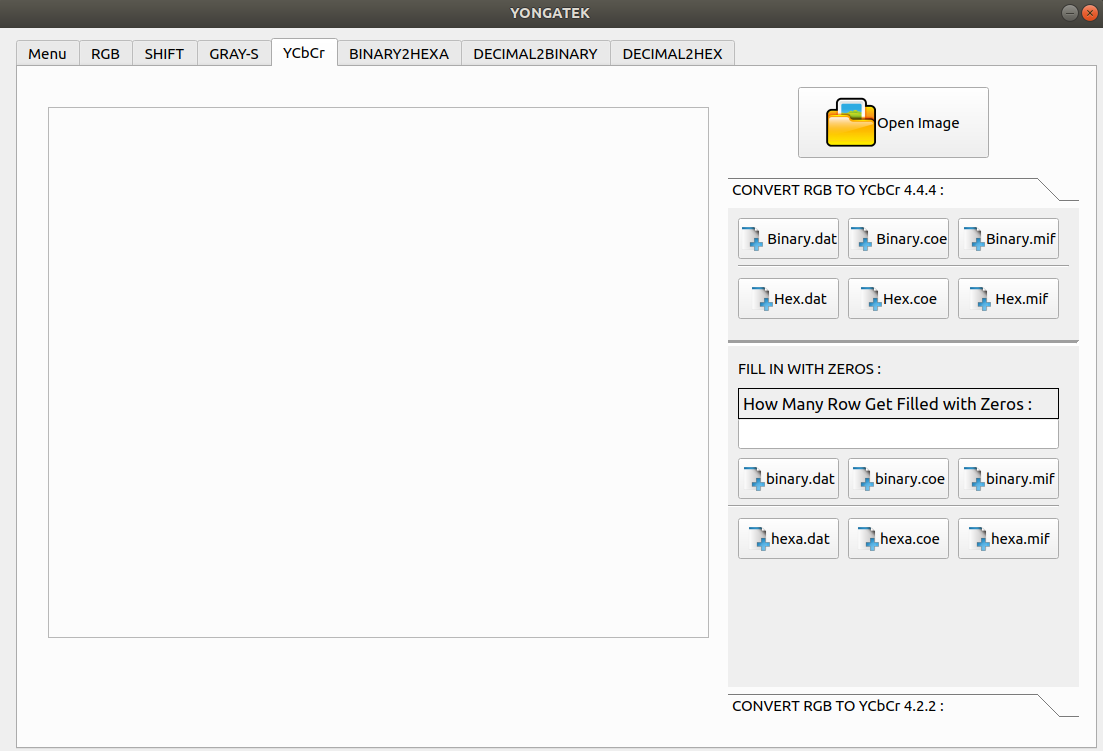 YONGATEK
Menu RGB SHIFT GRAY-S YCbCr BINARY2HEXA DECIMAL2BINARY DECIMAL2HEX
Open Image
CONVERT RGB TO YCbCr 4.4.4 :
Binary.dat Binary.coe Binary.mif
Hex.dat Hex.coe Hex.mif
FILL IN WITH ZEROS :
How Many Row Get Filled with Zeros :
binary.dat binary.coe binary.mif
hexa.dat hexa.coe hexa.mif
CONVERT RGB TO YCbCr 4.2.2 :